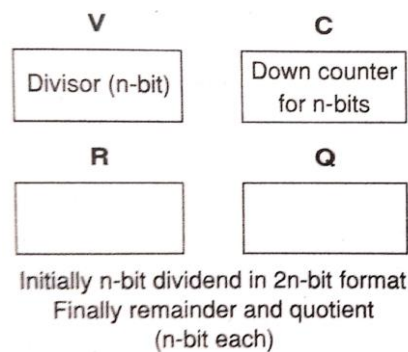 V
C
Divisor (n-bit)
Down counter
for n-bits
R
Q
Initially n-bit dividend in 2n-bit format
Finally remainder and quotient
(n-bit each)